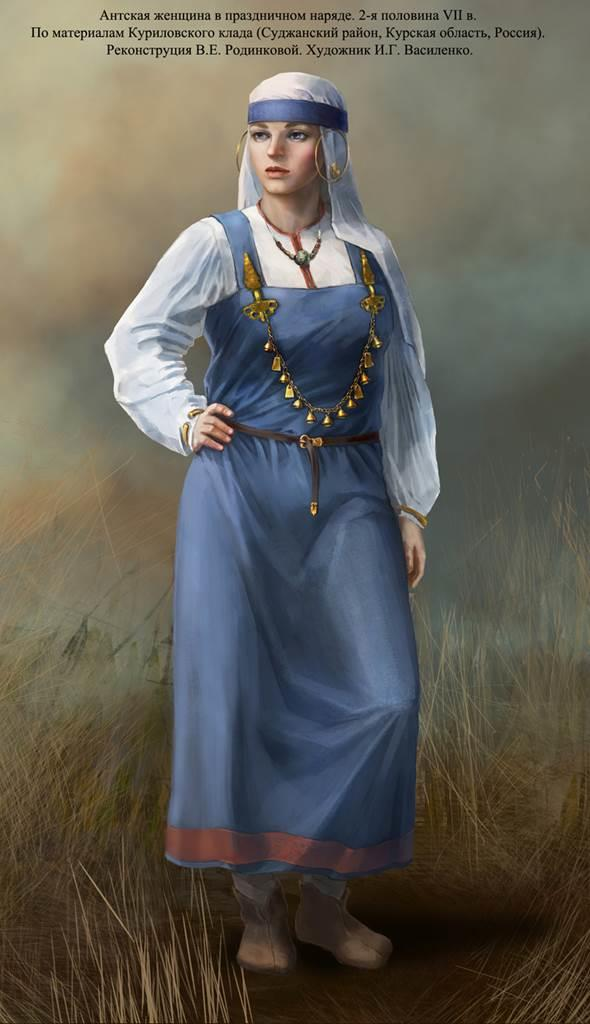 Антская женщина в праздничном наряде. 2-я половина VII в.
По материалам Куриловского клада (Суджанский район, Курская область, Россия).
Реконструкция В.Е. Родинковой. Художник И.Г. Василенко.